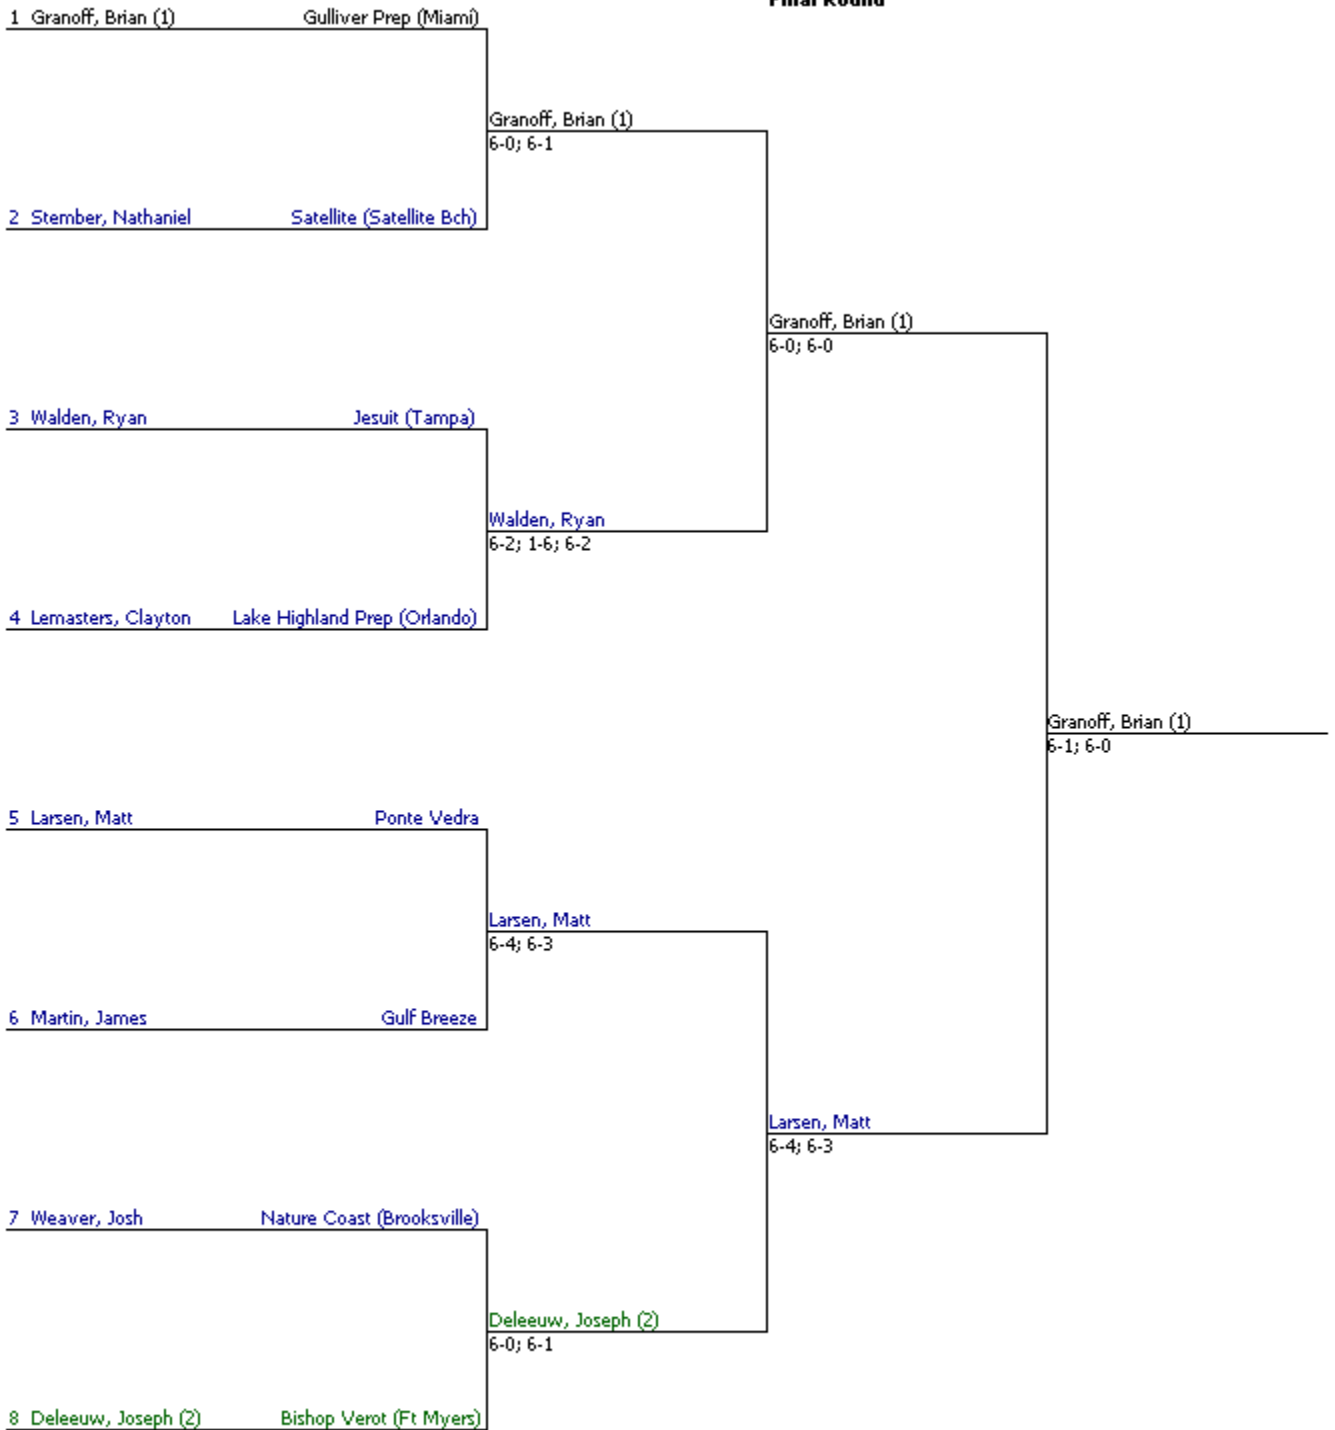 Final Round
1 Granoff, Brian (1) Gulliver Prep (Miami)
Granoff, Brian (1)
6-0; 6-1
2 Stember, Nathaniel Satellite (Satellite Bch)
Granoff, Brian (1)
6-0; 6-0
3 Walden, Ryan Jesuit (Tampa)
Walden, Ryan
6-2; 1-6; 6-2
4 Lemasters, Clayton Lake Highland Prep (Orlando)
Granoff, Brian (1)
6-1; 6-0
5 Larsen, Matt Ponte Vedra
Larsen, Matt
6-4; 6-3
6 Martin, James Gulf Breeze
Larsen, Matt
6-4; 6-3
7 Weaver, Josh Nature Coast (Brooksville)
Deleeuw, Joseph (2)
6-0; 6-1
8 Deleeuw, Joseph (2) Bishop Verot (Ft Myers)